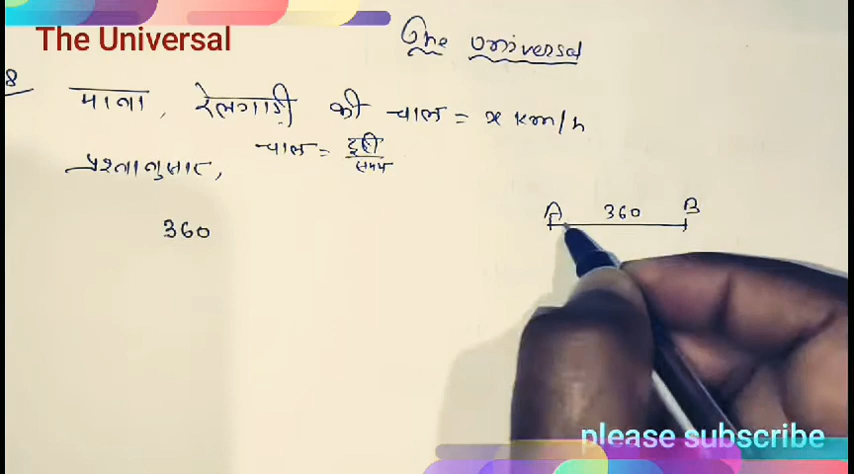 The Universal
The Universal
8
माना, रेलगाड़ी की चाल = x km/h
चाल = दूरी/समय
प्रश्नानुसार,
A 360 B
360
please subscribe